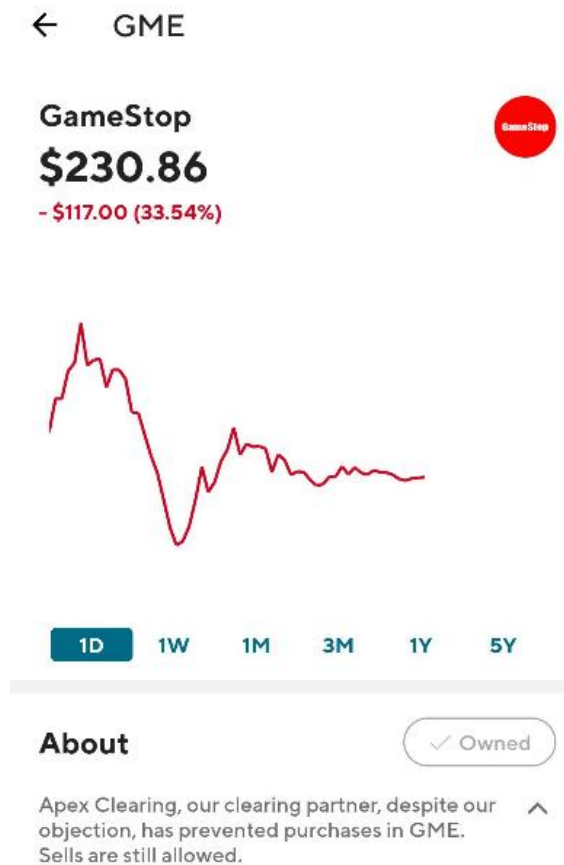 GME
GameStop
GameStop
$230.86
- $117.00 (33.54%)
1D 1W 1M 3M 1Y 5Y
About
Owned
Apex Clearing, our clearing partner, despite our
objection, has prevented purchases in GME.
Sells are still allowed.